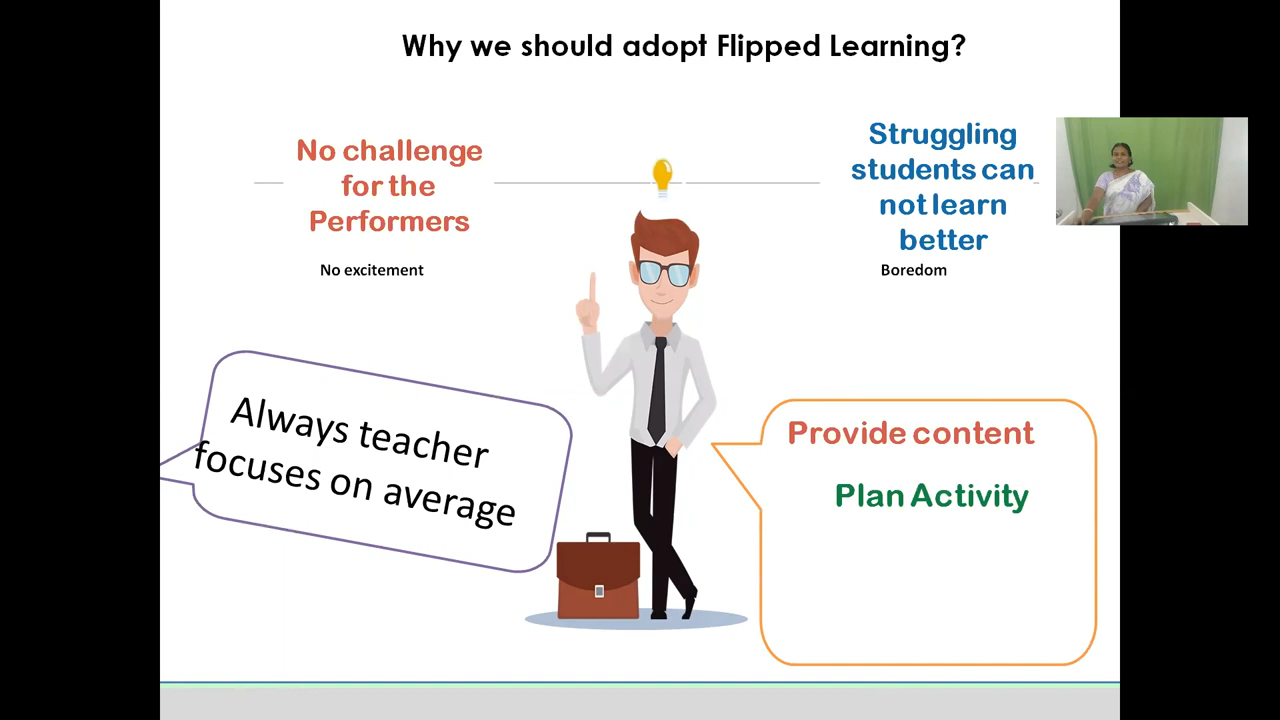 Why we should adopt Flipped Learning?
No challenge
for the
Performers
No excitement
Struggling
students can
not learn
better
Boredom
Always teacher
focuses on average
Provide content
Plan Activity